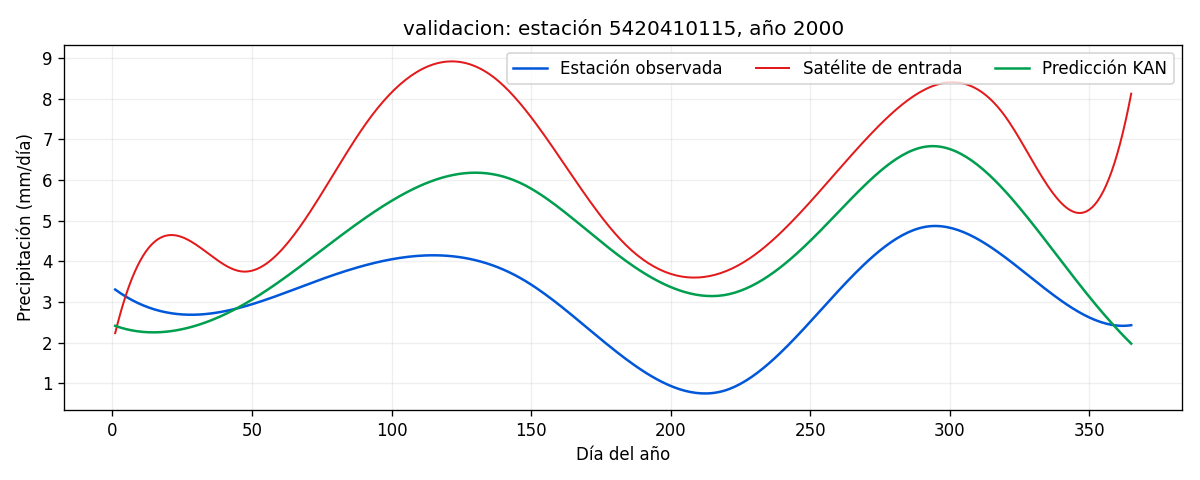 validacion: estación 5420410115, año 2000
Estación observada
Satélite de entrada
Predicción KAN
Precipitación (mm/día)
9
8
7
6
5
4
3
2
1
0
50
100
150
200
250
300
350
Día del año